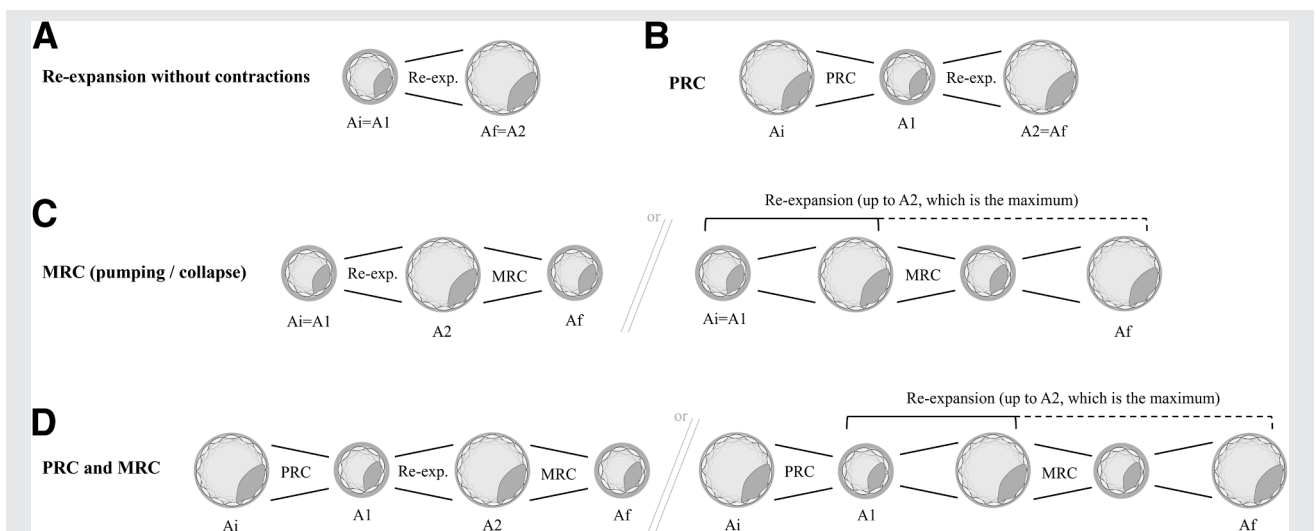 A
Re-expansion without contractions
Re-exp.
Ai=A1
Af=A2
B
PRC
PRC
Re-exp.
Ai
A1
A2=Af
C
MRC (pumping / collapse)
Re-exp.
MRC
Ai=A1
A2
Af
or
Re-expansion (up to A2, which is the maximum)
MRC
Ai=A1
Af
D
PRC and MRC
PRC
Re-exp.
MRC
Ai
A1
A2
Af
or
Re-expansion (up to A2, which is the maximum)
PRC
MRC
Ai
A1
Af